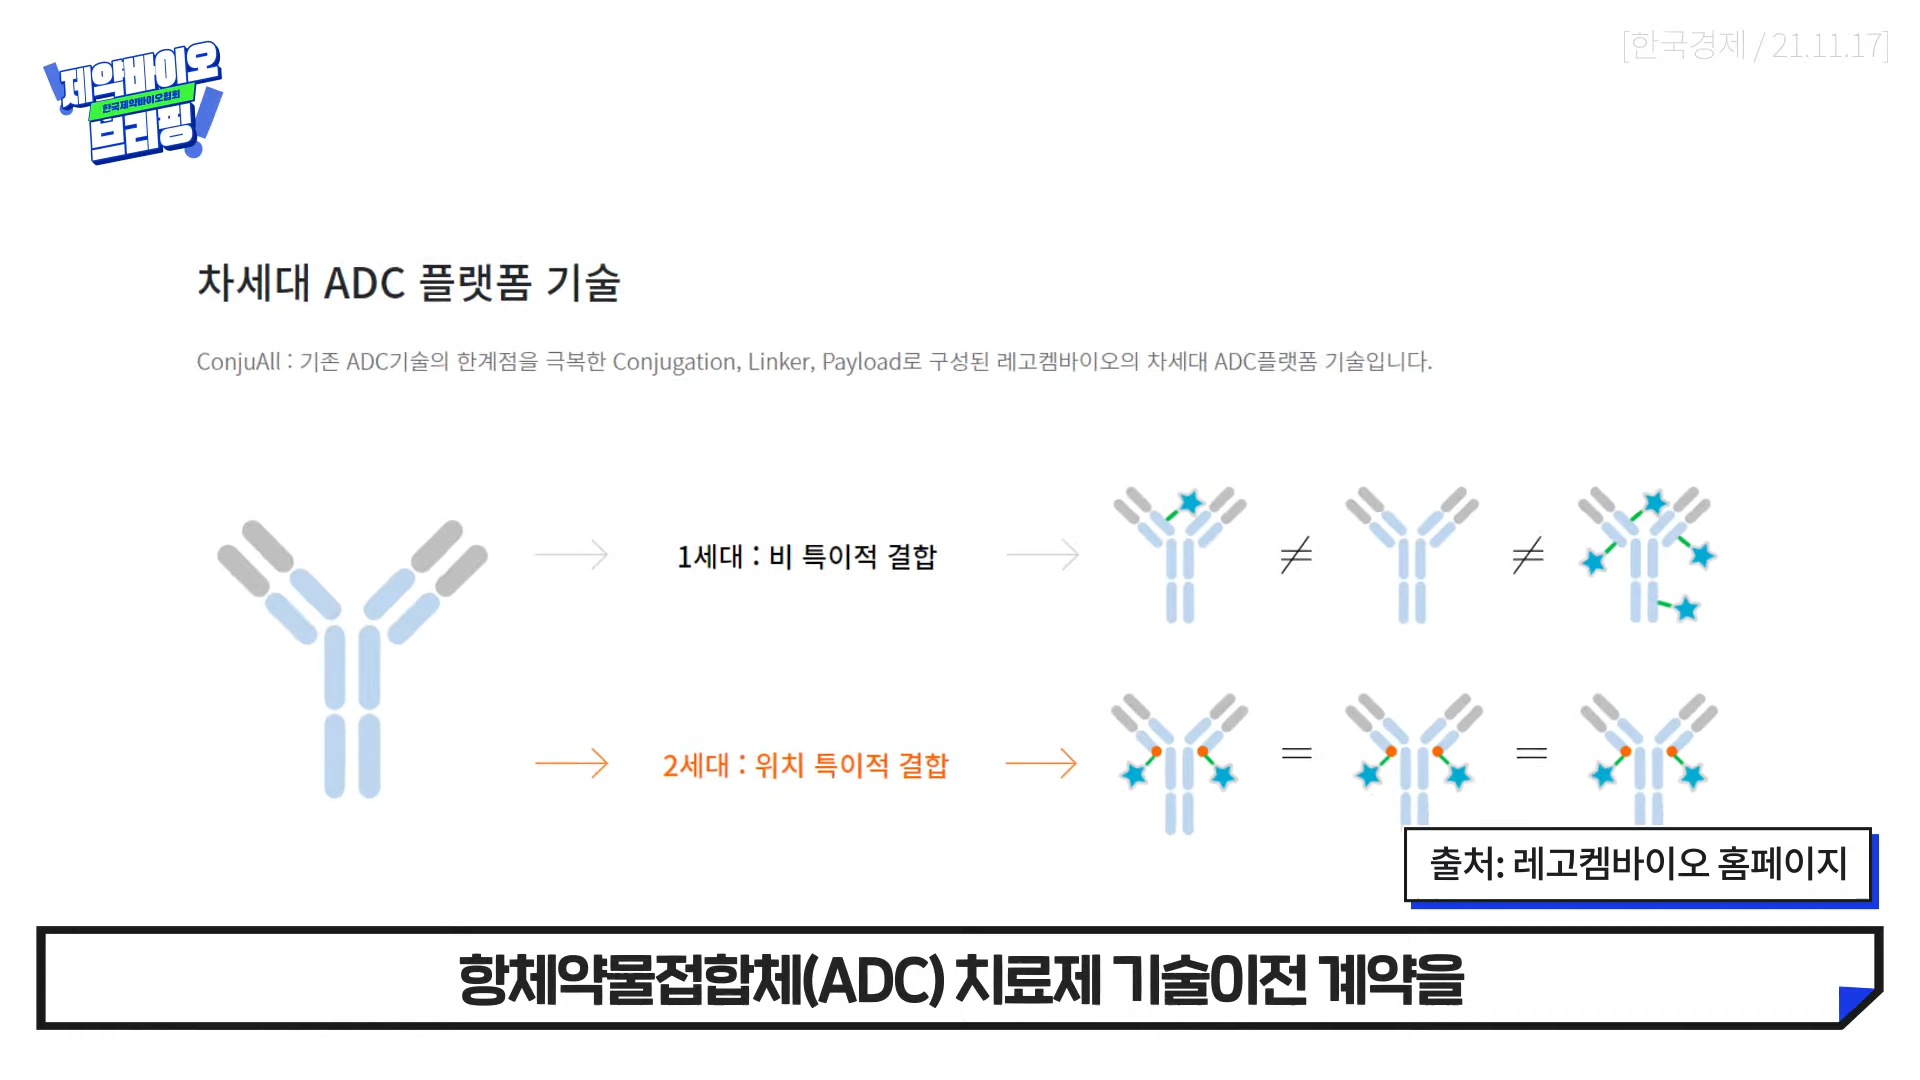 제약바이오
한국제약바이오협회
브리핑
[한국경제 / 21.11.17]
차세대 ADC 플랫폼 기술
ConjuAll : 기존 ADC기술의 한계점을 극복한 Conjugation, Linker, Payload로 구성된 레고켐바이오의 차세대 ADC플랫폼 기술입니다.
1세대 : 비 특이적 결합
≠ ≠
2세대 : 위치 특이적 결합
= =
출처: 레고켐바이오 홈페이지
항체약물접합체(ADC) 치료제 기술이전 계약을